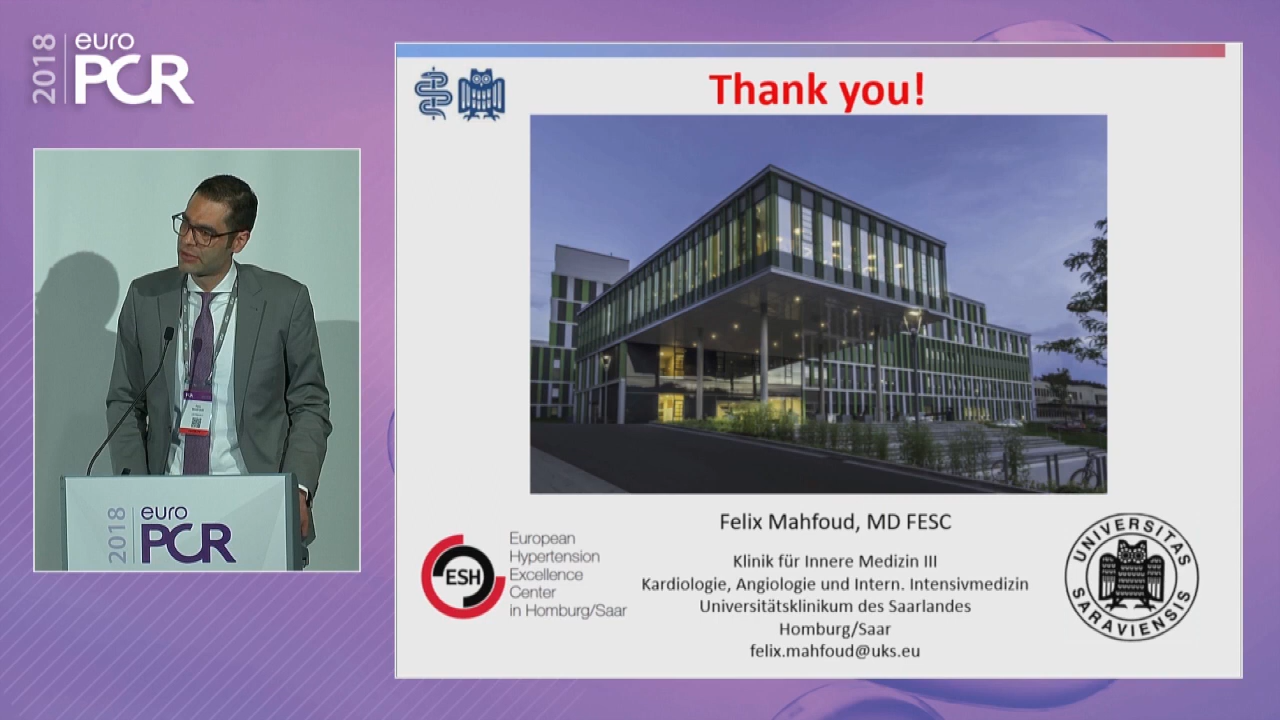 2018
euro
PCR
Thank you!
ESH
European
Hypertension
Excellence
Center
in Homburg/Saar
Felix Mahfoud, MD FESC
Klinik für Innere Medizin III
Kardiologie, Angiologie und Intern. Intensivmedizin
Universitätsklinikum des Saarlandes
Homburg/Saar
felix.mahfoud@uks.eu
UNIVERSITAS
SARAVIENSIS
2018
euro
PCR